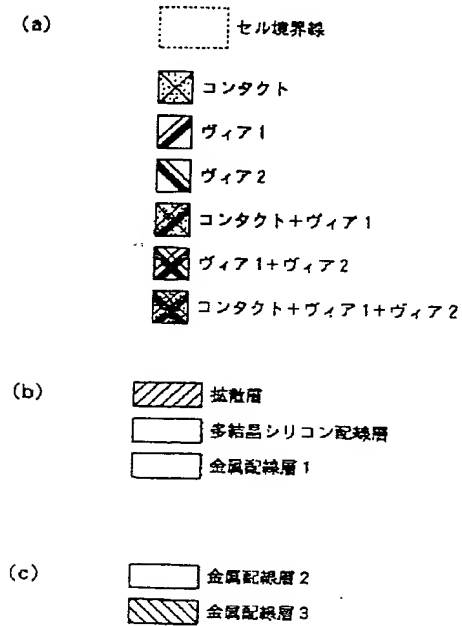 (a)
セル境界線
コンタクト
ヴィア1
ヴィア2
コンタクト+ヴィア1
ヴィア1+ヴィア2
コンタクト+ヴィア1+ヴィア2
(b)
拡散層
多結晶シリコン配線層
金属配線層1
(c)
金属配線層2
金属配線層3